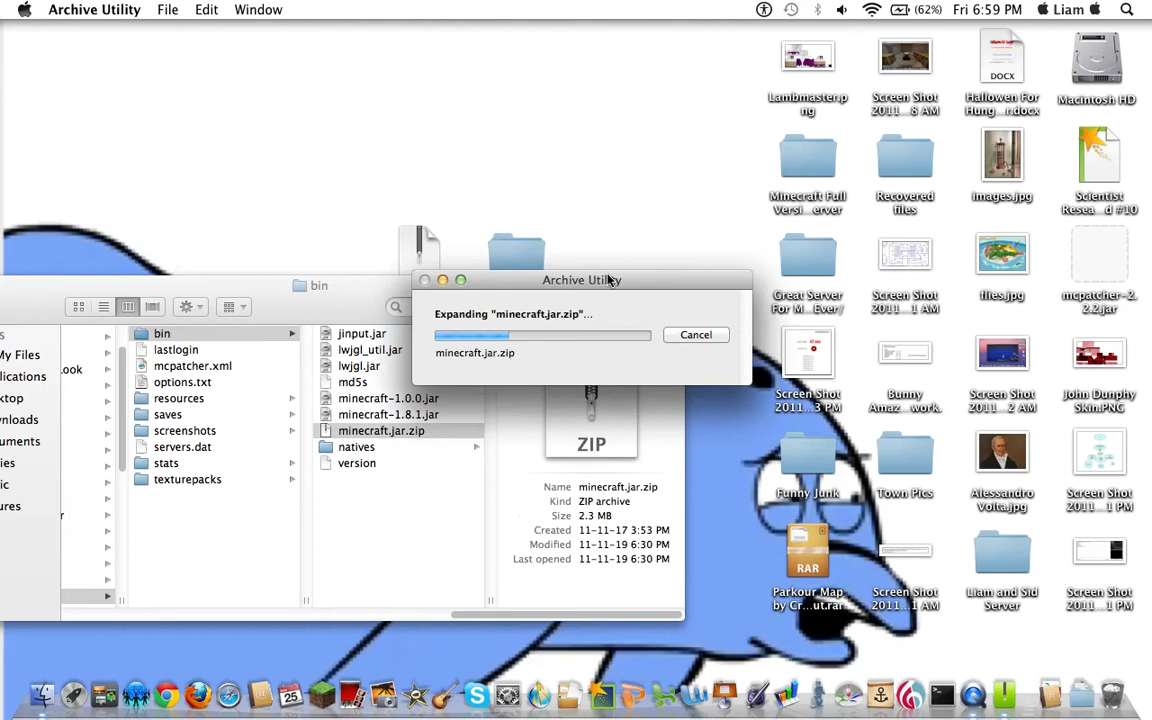 Archive Utility File Edit Window (62%) Fri 6:59 PM Liam
Lambmaster.p
ng
Screen Shot
2011...8 AM
DOCX
Hallowen For
Hung...r.docx
Macintosh HD
Minecraft Full
Versi...erver
Recovered
files
images.jpg
Scientist
Resea...d #10
Great Server
For M...Ever/
Screen Shot
2011...1 AM
files.jpg
mcpatcher-2.
2.2.jar
Screen Shot
2011...3 PM
Bunny
Amaz...work.
Screen Shot
2011...2 AM
John Dunphy
Skin.PNG
Funny Junk
Town Pics
Alessandro
Volta.jpg
Screen Shot
2011...1 PM
RAR
Parkour Map
by Cr...ut.rar
Screen Shot
2011...1 AM
Liam and Sid
Server
Screen Shot
2011...1 PM
bin
Archive Utility
Expanding "minecraft.jar.zip"...
Cancel
minecraft.jar.zip
My Files
lications
ktop
wnloads
uments
ies
ic
ures
ook
bin
lastlogin
mcpatcher.xml
options.txt
resources
saves
screenshots
servers.dat
stats
texturepacks
jinput.jar
lwjgl_util.jar
lwjgl.jar
md5s
minecraft-1.0.0.jar
minecraft-1.8.1.jar
minecraft.jar.zip
natives
version
ZIP
Name minecraft.jar.zip
Kind ZIP archive
Size 2.3 MB
Created 11-11-17 3:53 PM
Modified 11-11-19 6:30 PM
Last opened 11-11-19 6:30 PM
25